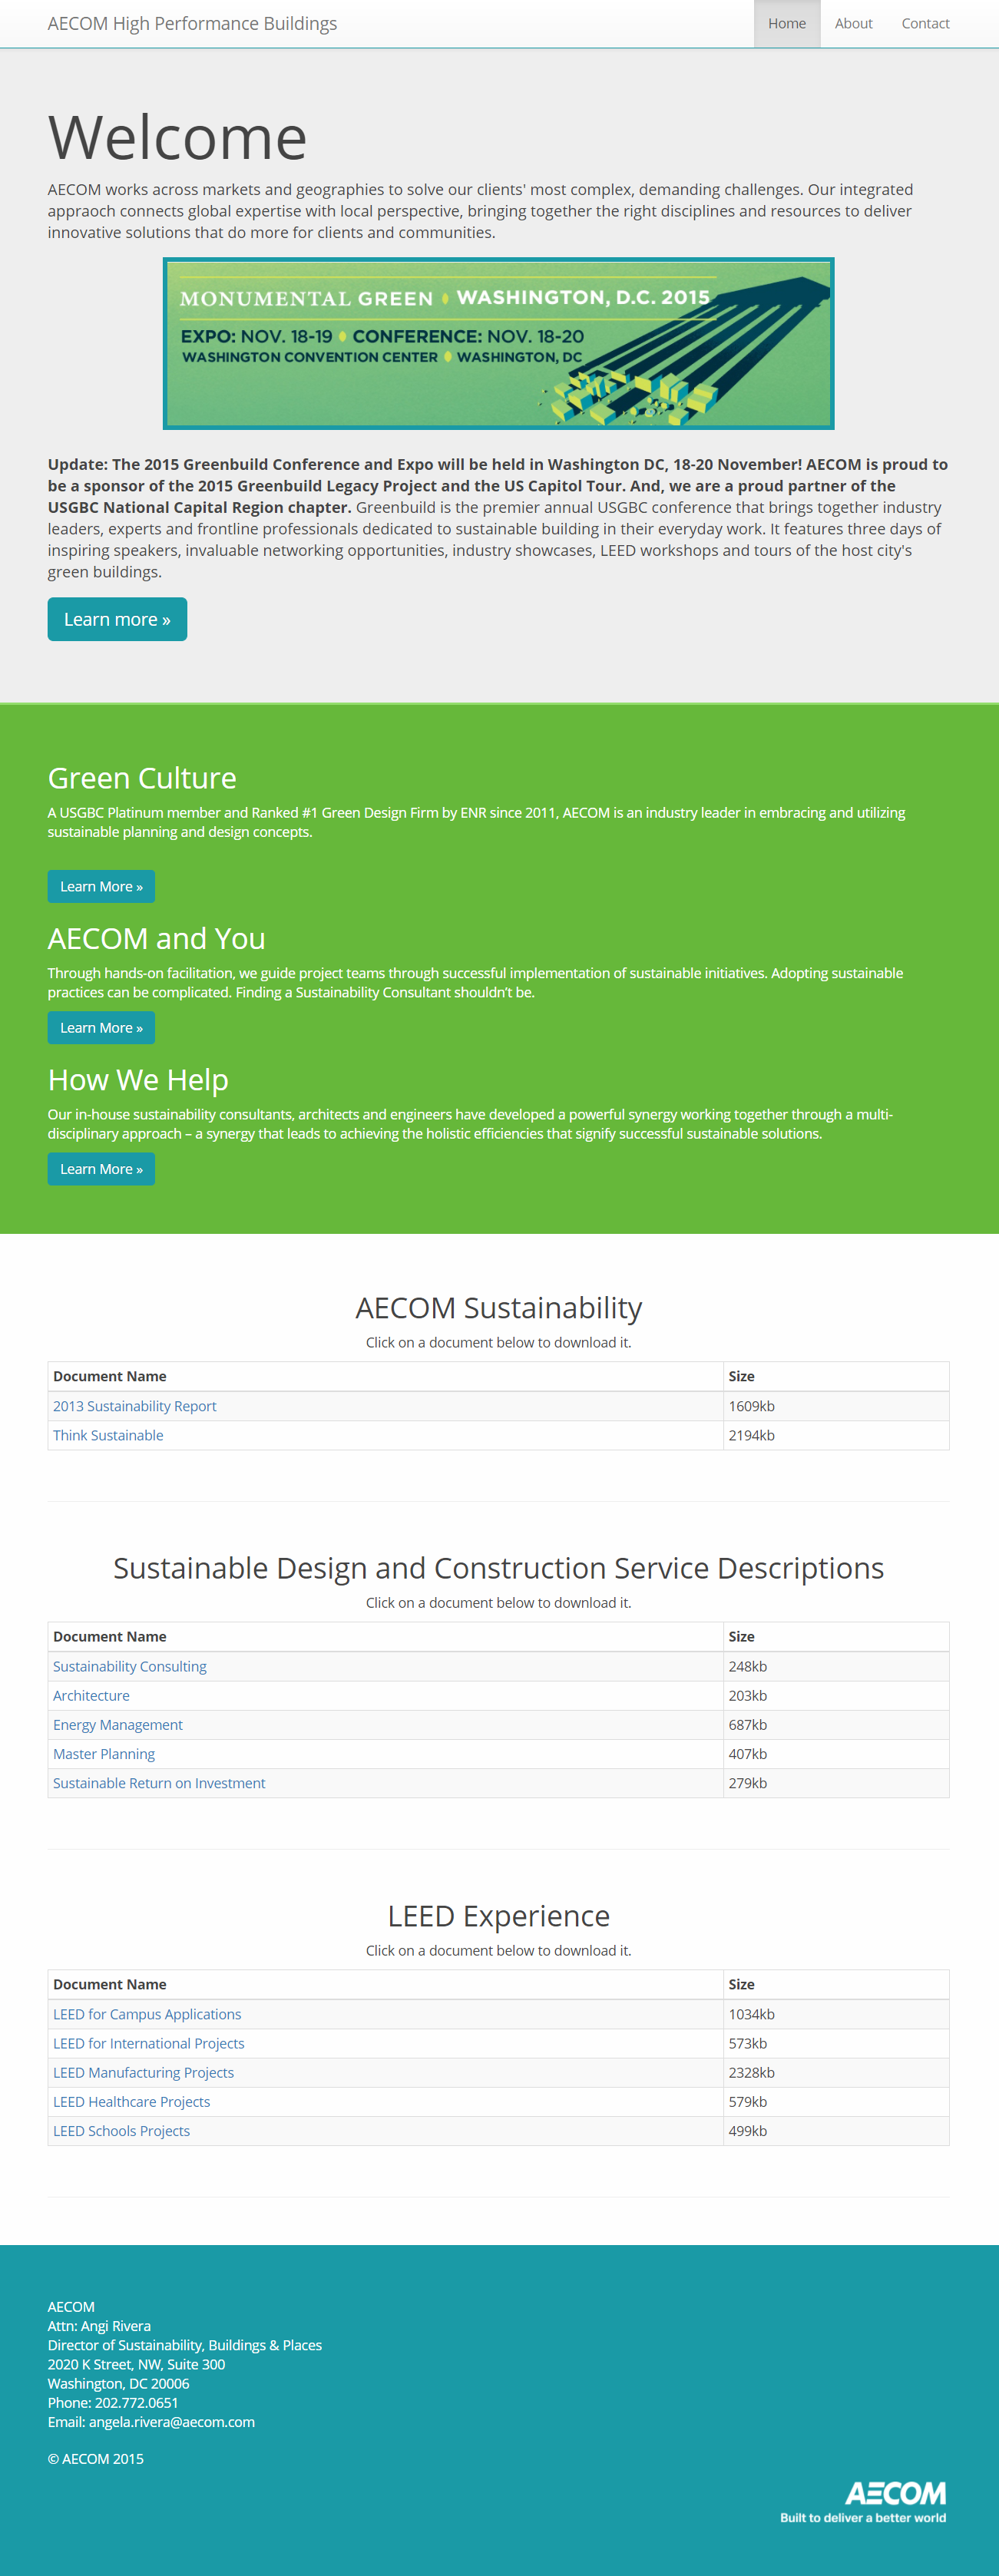 AECOM High Performance Buildings
Home About Contact
Welcome
AECOM works across markets and geographies to solve our clients' most complex, demanding challenges. Our integrated
appraoch connects global expertise with local perspective, bringing together the right disciplines and resources to deliver
innovative solutions that do more for clients and communities.
MONUMENTAL GREEN WASHINGTON, D.C. 2015
EXPO: NOV. 18-19 CONFERENCE: NOV. 18-20
WASHINGTON CONVENTION CENTER WASHINGTON, DC
Update: The 2015 Greenbuild Conference and Expo will be held in Washington DC, 18-20 November! AECOM is proud to
be a sponsor of the 2015 Greenbuild Legacy Project and the US Capitol Tour. And, we are a proud partner of the
USGBC National Capital Region chapter. Greenbuild is the premier annual USGBC conference that brings together industry
leaders, experts and frontline professionals dedicated to sustainable building in their everyday work. It features three days of
inspiring speakers, invaluable networking opportunities, industry showcases, LEED workshops and tours of the host city's
green buildings.
Learn more »
Green Culture
A USGBC Platinum member and Ranked #1 Green Design Firm by ENR since 2011, AECOM is an industry leader in embracing and utilizing
sustainable planning and design concepts.
Learn More »
AECOM and You
Through hands-on facilitation, we guide project teams through successful implementation of sustainable initiatives. Adopting sustainable
practices can be complicated. Finding a Sustainability Consultant shouldn’t be.
Learn More »
How We Help
Our in-house sustainability consultants, architects and engineers have developed a powerful synergy working together through a multi-
disciplinary approach – a synergy that leads to achieving the holistic efficiencies that signify successful sustainable solutions.
Learn More »
AECOM Sustainability
Click on a document below to download it.
Document Name Size
2013 Sustainability Report 1609kb
Think Sustainable 2194kb
Sustainable Design and Construction Service Descriptions
Click on a document below to download it.
Document Name Size
Sustainability Consulting 248kb
Architecture 203kb
Energy Management 687kb
Master Planning 407kb
Sustainable Return on Investment 279kb
LEED Experience
Click on a document below to download it.
Document Name Size
LEED for Campus Applications 1034kb
LEED for International Projects 573kb
LEED Manufacturing Projects 2328kb
LEED Healthcare Projects 579kb
LEED Schools Projects 499kb
AECOM
Attn: Angi Rivera
Director of Sustainability, Buildings & Places
2020 K Street, NW, Suite 300
Washington, DC 20006
Phone: 202.772.0651
Email: angela.rivera@aecom.com
© AECOM 2015
AECOM
Built to deliver a better world